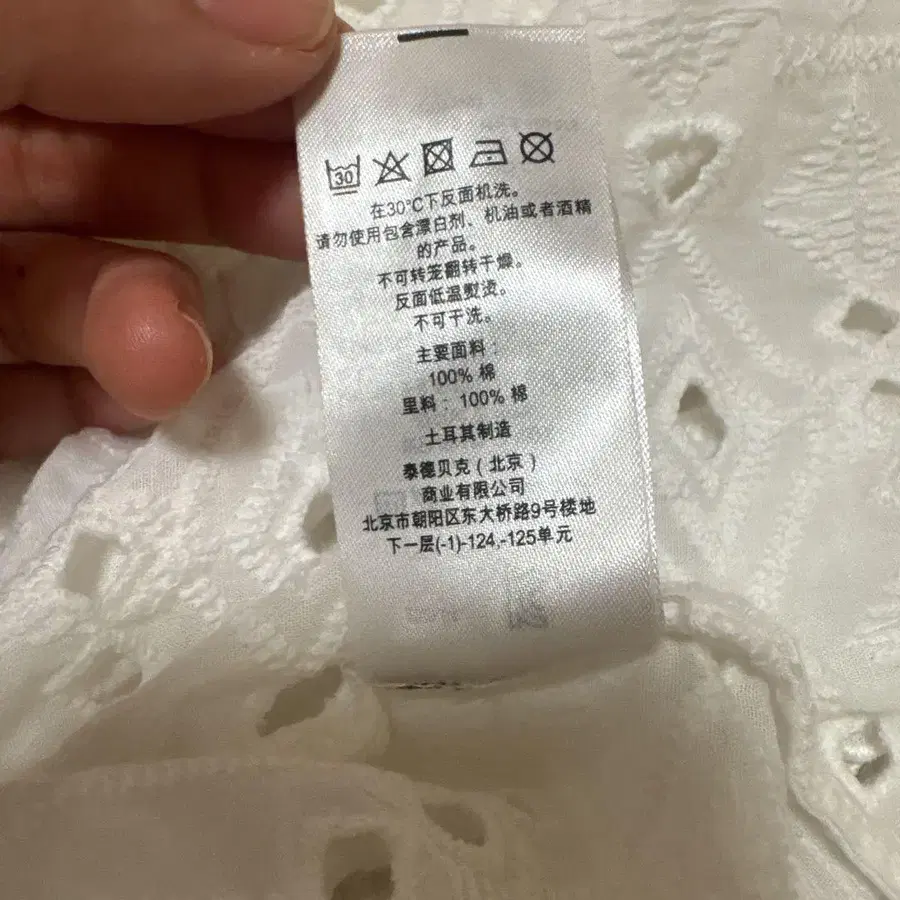 30
在30℃下反面机洗。
请勿使用包含漂白剂、机油或者酒精
的产品。
不可转笼翻转干燥。
反面低温熨烫。
不可干洗。
主要面料：
100% 棉
里料：100% 棉
土耳其制造
泰德贝克（北京）
商业有限公司
北京市朝阳区东大桥路9号楼地
下一层(-1)-124,-125单元